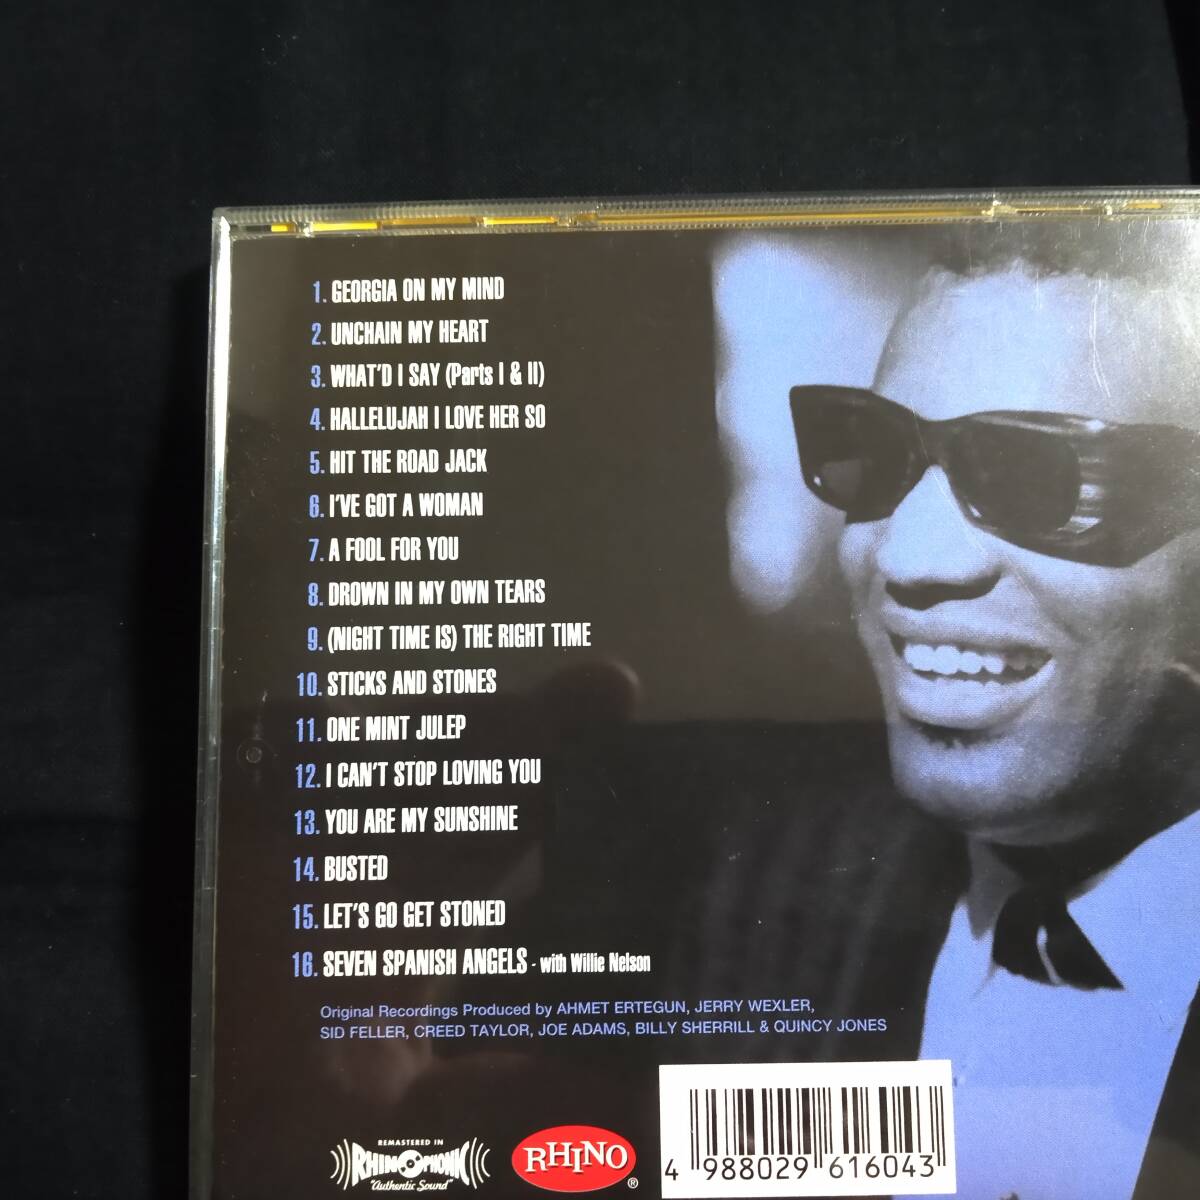 1. GEORGIA ON MY MIND
2. UNCHAIN MY HEART
3. WHAT'D I SAY (Parts I & II)
4. HALLELUJAH I LOVE HER SO
5. HIT THE ROAD JACK
6. I'VE GOT A WOMAN
7. A FOOL FOR YOU
8. DROWN IN MY OWN TEARS
9. (NIGHT TIME IS) THE RIGHT TIME
10. STICKS AND STONES
11. ONE MINT JULEP
12. I CAN'T STOP LOVING YOU
13. YOU ARE MY SUNSHINE
14. BUSTED
15. LET'S GO GET STONED
16. SEVEN SPANISH ANGELS - with Willie Nelson
Original Recordings Produced by AHMET ERTEGUN, JERRY WEXLER,
SID FELLER, CREED TAYLOR, JOE ADAMS, BILLY SHERRILL & QUINCY JONES
REMASTERED IN
RHINOPHONIC
"Authentic Sound"
RHINO®
4 988029 616043